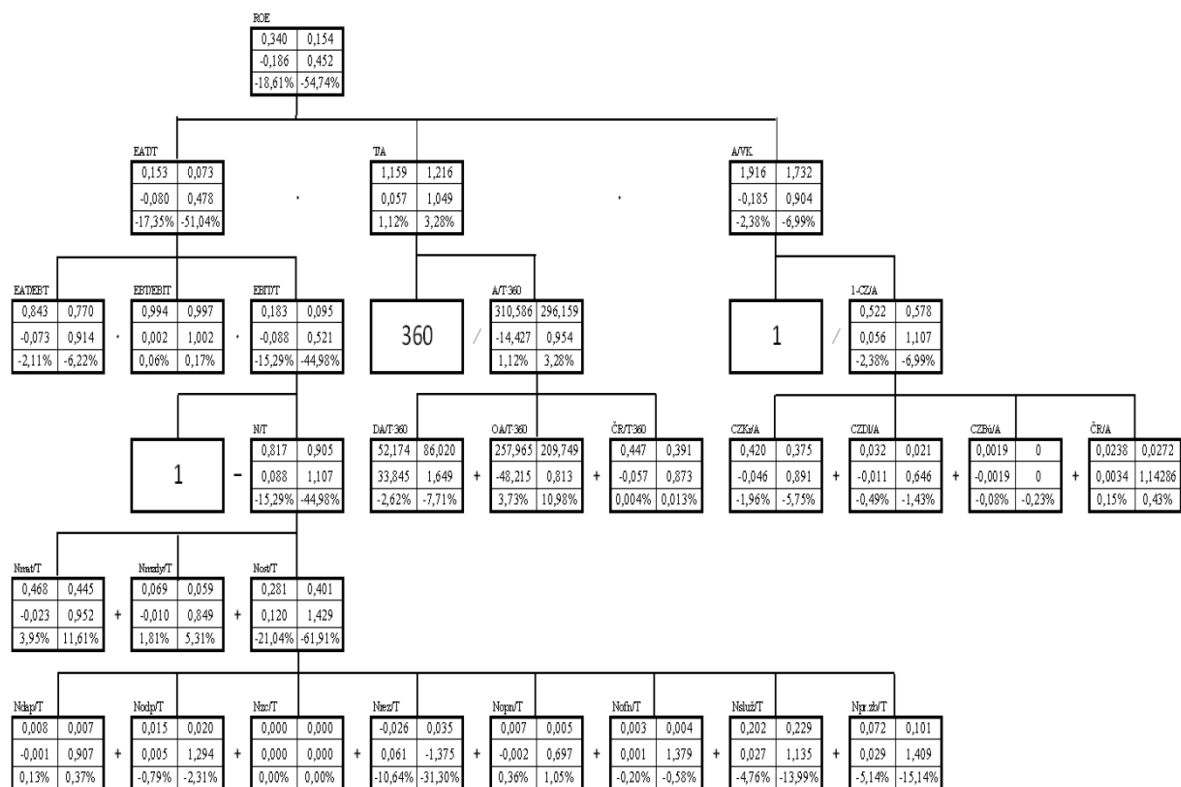 ROE
0,340 0,154
-0,186 0,452
-18,61% -54,74%
EAT/T T/A A/VK
0,153 0,073 1,159 1,216 1,916 1,732
-0,080 0,478 · 0,057 1,049 · -0,185 0,904
-17,35% -51,04% 1,12% 3,28% -2,38% -6,99%
EAT/EBT EBT/EBIT EBIT/T A/T·360 1-CZ/A
0,843 0,770 0,994 0,997 0,183 0,095 310,586 296,159 0,522 0,578
-0,073 0,914 · 0,002 1,002 · -0,088 0,521 360 / -14,427 0,954 1 / 0,056 1,107
-2,11% -6,22% 0,06% 0,17% -15,29% -44,98% 1,12% 3,28% -2,38% -6,99%
N/T DA/T·360 OA/T·360 ČR/T·360 CZKr/A CZDl/A CZBú/A ČR/A
0,817 0,905 52,174 86,020 257,965 209,749 0,447 0,391 0,420 0,375 0,032 0,021 0,0019 0 0,0238 0,0272
1 - 0,088 1,107 33,845 1,649 + -48,215 0,813 + -0,057 0,873 -0,046 0,891 + -0,011 0,646 + -0,0019 0 + 0,0034 1,14286
-15,29% -44,98% -2,62% -7,71% 3,73% 10,98% 0,004% 0,013% -1,96% -5,75% -0,49% -1,43% -0,08% -0,23% 0,15% 0,43%
Nmat/T Nmzdy/T Nost/T
0,468 0,445 0,069 0,059 0,281 0,401
-0,023 0,952 + -0,010 0,849 + 0,120 1,429
3,95% 11,61% 1,81% 5,31% -21,04% -61,91%
Ndap/T Nodp/T Nzc/T Nrez/T Nopn/T Nofn/T Nsluž/T Npr.zb/T
0,008 0,007 0,015 0,020 0,000 0,000 -0,026 0,035 0,007 0,005 0,003 0,004 0,202 0,229 0,072 0,101
-0,001 0,907 + 0,005 1,294 + 0,000 0,000 + 0,061 -1,375 + -0,002 0,697 + 0,001 1,379 + 0,027 1,135 + 0,029 1,409
0,13% 0,37% -0,79% -2,31% 0,00% 0,00% -10,64% -31,30% 0,36% 1,05% -0,20% -0,58% -4,76% -13,99% -5,14% -15,14%